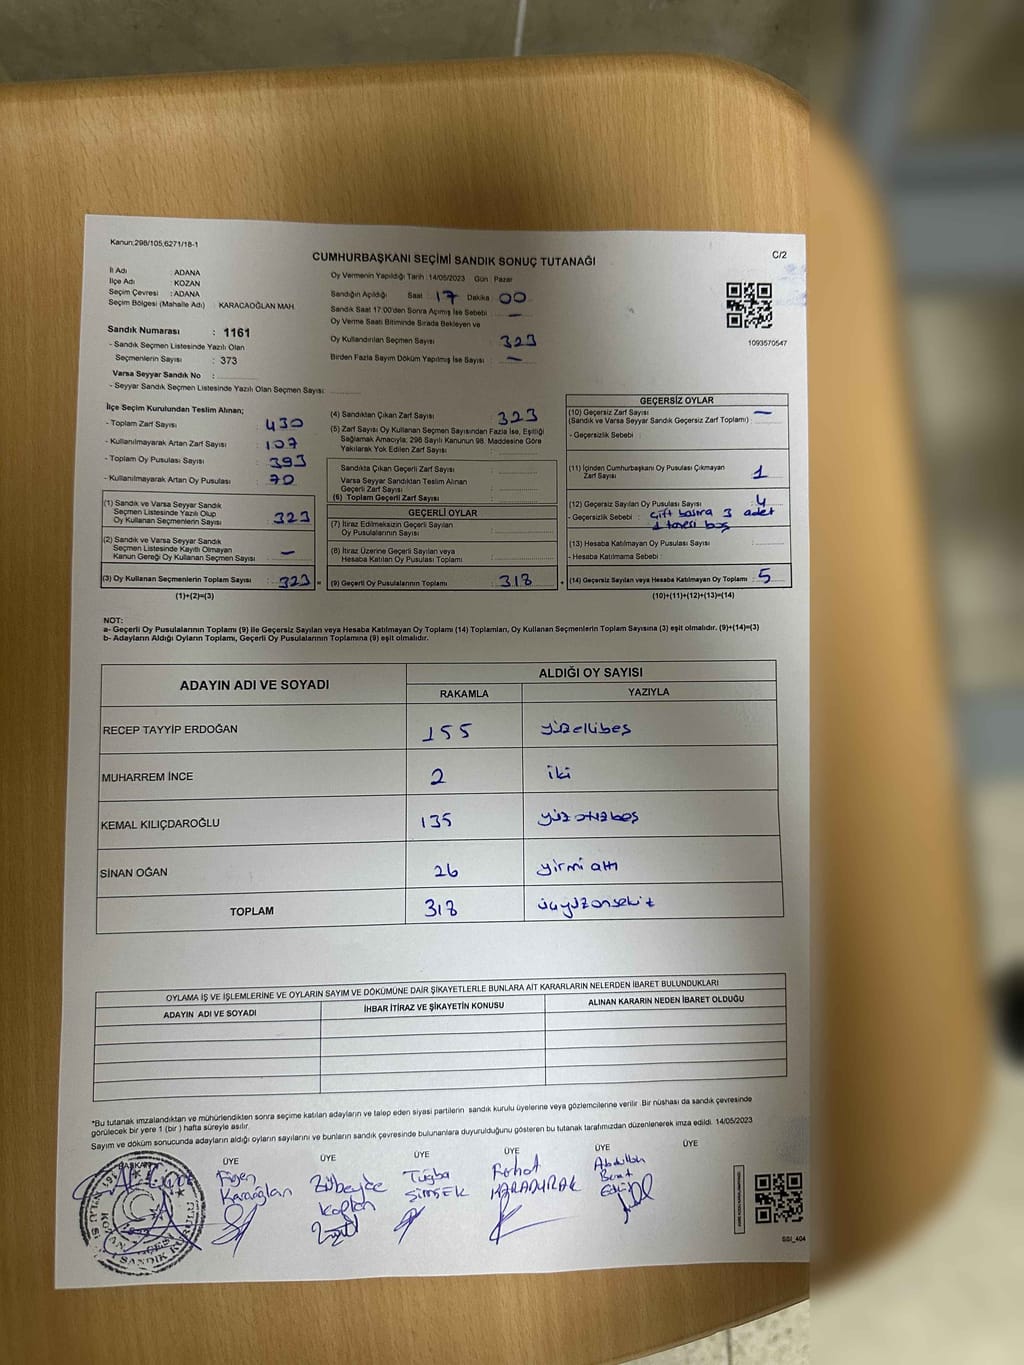 Kanun:298/105,6271/18-1
C/2
CUMHURBAŞKANI SEÇİMİ SANDIK SONUÇ TUTANAĞI
İl Adı : ADANA
İlçe Adı : KOZAN
Seçim Çevresi : ADANA
Seçim Bölgesi (Mahalle Adı) : KARACAOĞLAN MAH
Sandık Numarası : 1161
- Sandık Seçmen Listesinde Yazılı Olan
Seçmenlerin Sayısı : 373
Varsa Seyyar Sandık No :
- Seyyar Sandık Seçmen Listesinde Yazılı Olan Seçmen Sayısı:
Oy Vermenin Yapıldığı Tarih :14/05/2023 Gün : Pazar
Sandığın Açıldığı Saat 17 Dakika 00
Sandık Saat 17:00'den Sonra Açımış İse Sebebi —
Oy Verme Saati Bitiminde Sırada Bekleyen ve
Oy Kullandırılan Seçmen Sayısı : 323
Birden Fazla Sayım Döküm Yapılmış İse Sayısı : —
1093570547
İlçe Seçim Kurulundan Teslim Alınan;
- Toplam Zarf Sayısı : 430
- Kullanılmayarak Artan Zarf Sayısı : 107
- Toplam Oy Pusulası Sayısı : 393
- Kullanılmayarak Artan Oy Pusulası : 70
(1) Sandık ve Varsa Seyyar Sandık
Seçmen Listesinde Yazılı Olup
Oy Kullanan Seçmenlerin Sayısı : 323
(2) Sandık ve Varsa Seyyar Sandık
Seçmen Listesinde Kayıtlı Olmayan
Kanun Gereği Oy Kullanan Seçmen Sayısı : —
(3) Oy Kullanan Seçmenlerin Toplam Sayısı : 323 =
(1)+(2)=(3)
(4) Sandıktan Çıkan Zarf Sayısı : 323
(5) Zarf Sayısı Oy Kullanan Seçmen Sayısından Fazla İse, Eşitliği
Sağlamak Amacıyla; 298 Sayılı Kanunun 98. Maddesine Göre
Yakılarak Yok Edilen Zarf Sayısı :
Sandıkta Çıkan Geçerli Zarf Sayısı :
Varsa Seyyar Sandıktan Teslim Alınan
Geçerli Zarf Sayısı :
(6) Toplam Geçerli Zarf Sayısı :
GEÇERLİ OYLAR
(7) İtiraz Edilmeksizin Geçerli Sayılan
Oy Pusulası Sayısı :
(8) İtiraz Üzerine Geçerli Sayılan veya
Hesaba Katılan Oy Pusulası Toplamı :
(9) Geçerli Oy Pusulalarının Toplamı : 318 +
GEÇERSİZ OYLAR
(10) Geçersiz Zarf Sayısı —
(Sandık ve Varsa Seyyar Sandık Geçersiz Zarf Toplamı) :
- Geçersizlik Sebebi :
(11) İçinden Cumhurbaşkanı Oy Pusulası Çıkmayan
Zarf Sayısı : 1
(12) Geçersiz Sayılan Oy Pusulası Sayısı : 4
- Geçersizlik Sebebi : çift basma 3 adet
1 tanesi boş
(13) Hesaba Katılmayan Oy Pusulası Sayısı :
- Hesaba Katılmama Sebebi :
(14) Geçersiz Sayılan veya Hesaba Katılmayan Oy Toplamı : 5
(10)+(11)+(12)+(13)=(14)
NOT:
a- Geçerli Oy Pusulalarının Toplamı (9) ile Geçersiz Sayılan veya Hesaba Katılmayan Oy Toplamı (14) Toplamları, Oy Kullanan Seçmenlerin Toplam Sayısına (3) eşit olmalıdır. (9)+(14)=(3)
b- Adayların Aldığı Oyların Toplamı, Geçerli Oy Pusulalarının Toplamına (9) eşit olmalıdır.
ADAYIN ADI VE SOYADI
ALDIĞI OY SAYISI
RAKAMLA YAZIYLA
RECEP TAYYİP ERDOĞAN 155 yüzellibeş
MUHARREM İNCE 2 iki
KEMAL KILIÇDAROĞLU 135 yüzotuzbeş
SİNAN OĞAN 26 yirmi altı
TOPLAM 318 üçyüzonsekiz
OYLAMA İŞ VE İŞLEMLERİNE VE OYLARIN SAYIM VE DÖKÜMÜNE DAİR ŞİKAYETLERLE BUNLARA AİT KARARLARIN NELERDEN İBARET BULUNDUKLARI
ADAYIN ADI VE SOYADI İHBAR İTİRAZ VE ŞİKAYETİN KONUSU ALINAN KARARIN NEDEN İBARET OLDUĞU
*Bu tutanak imzalandıktan ve mühürlendikten sonra seçime katılan adayların ve talep eden siyasi partilerin sandık kurulu üyelerine veya gözlemcilerine verilir. Bir nüshası da sandık çevresinde
görülecek bir yere 1 (bir) hafta süreyle asılır.
Sayım ve döküm sonucunda adayların aldığı oyların sayılarını ve bunların sandık çevresinde bulunanlara duyurulduğunu gösteren bu tutanak tarafımızdan düzenlenerek imza edildi. 14/05/2023
BAŞKAN ÜYE ÜYE ÜYE ÜYE ÜYE ÜYE
Figen
Karaoğlan
Zübeyde
Kaplan
Tuğba
ŞİMŞEK
Ferhat
KARADURAK
Abdullah
Berat
SSI_404